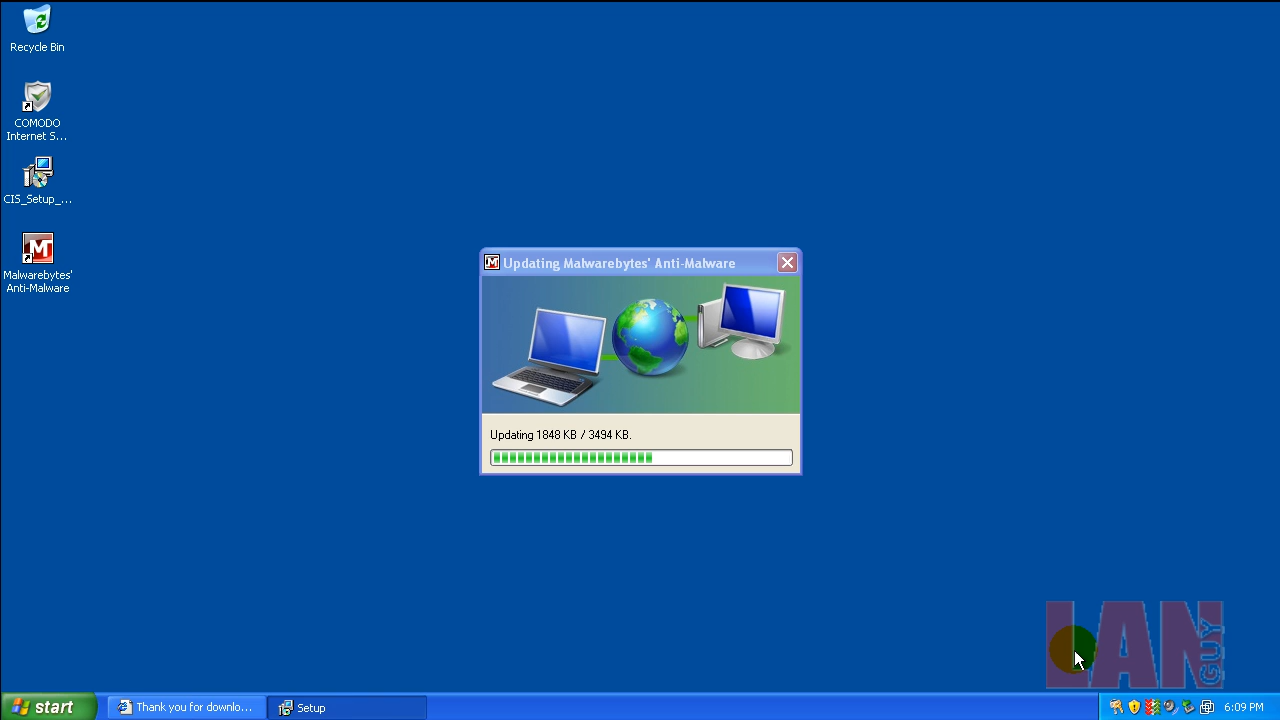 Recycle Bin
COMODO
Internet S...
CIS_Setup_...
Malwarebytes'
Anti-Malware
M
Updating Malwarebytes' Anti-Malware
Updating 1848 KB / 3494 KB.
LAN
GUY
start
Thank you for downlo...
Setup
6:09 PM